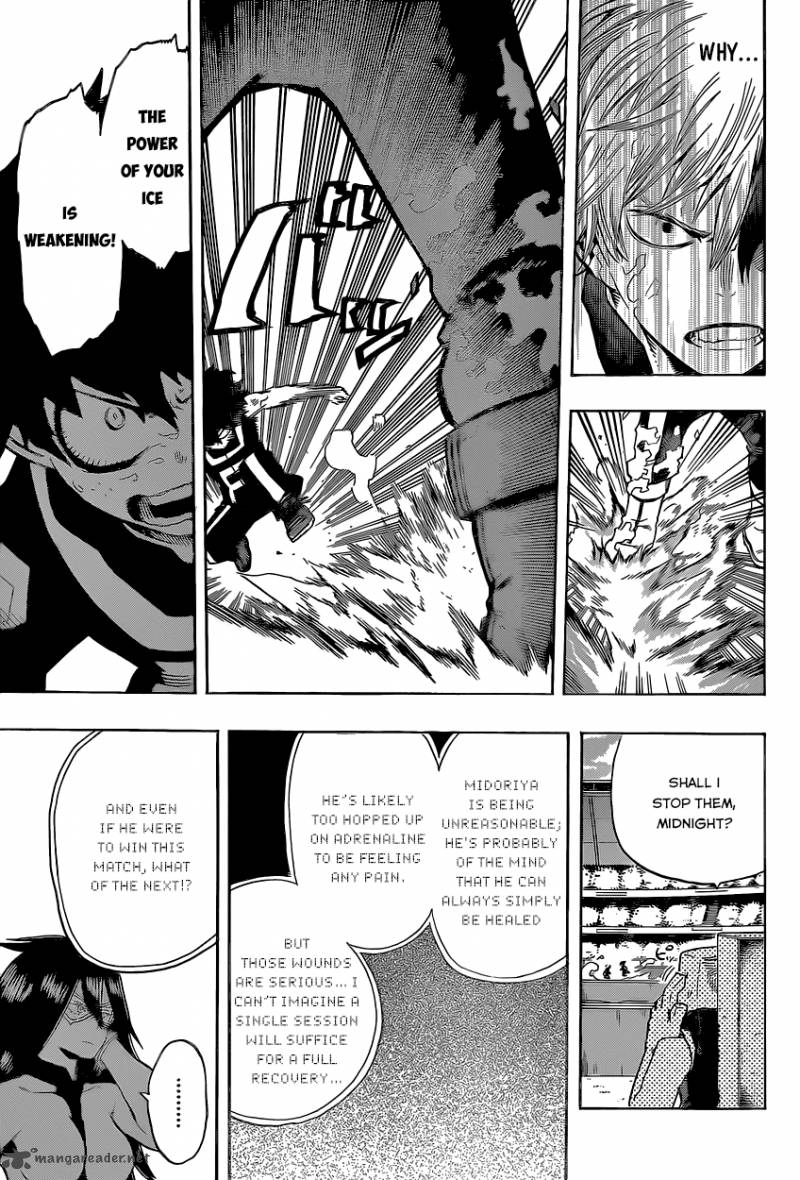 WHY...
バッ
THE
POWER
OF YOUR
ICE
IS
WEAKENING!
SHALL I
STOP THEM,
MIDNIGHT?
MIDORIYA
IS BEING
UNREASONABLE;
HE'S PROBABLY
OF THE MIND
THAT HE CAN
ALWAYS SIMPLY
BE HEALED
HE'S LIKELY
TOO HOPPED UP
ON ADRENALINE
TO BE FEELING
ANY PAIN.
BUT
THOSE WOUNDS
ARE SERIOUS... I
CAN'T IMAGINE A
SINGLE SESSION
WILL SUFFICE
FOR A FULL
RECOVERY...
AND EVEN
IF HE WERE
TO WIN THIS
MATCH, WHAT
OF THE NEXT!?
.........
mangareader.net